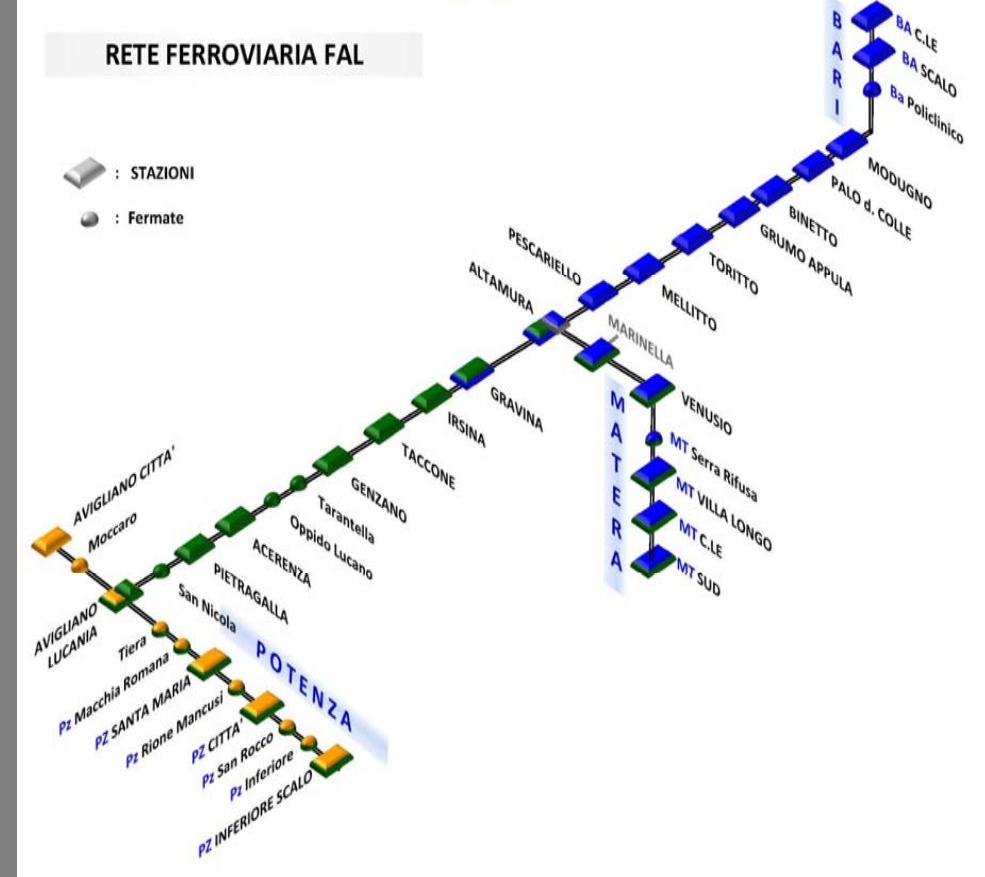 RETE FERROVIARIA FAL
: STAZIONI
: Fermate
BARI
BA C.LE
BA SCALO
Ba Policlinico
MODUGNO
PALO d. COLLE
BINETTO
GRUMO APPULA
TORITTO
MELLITTO
PESCARIELLO
ALTAMURA
MARINELLA
VENUSIO
MATERA
MT Serra Rifusa
MT VILLA LONGO
MT C.LE
MT SUD
GRAVINA
IRSINA
TACCONE
GENZANO
Tarantella
Oppido Lucano
ACERENZA
PIETRAGALLA
San Nicola
AVIGLIANO CITTA'
Moccaro
AVIGLIANO
LUCANIA
POTENZA
Tiera
Pz Macchia Romana
PZ SANTA MARIA
Pz Rione Mancusi
PZ CITTA'
Pz San Rocco
Pz Inferiore
PZ INFERIORE SCALO